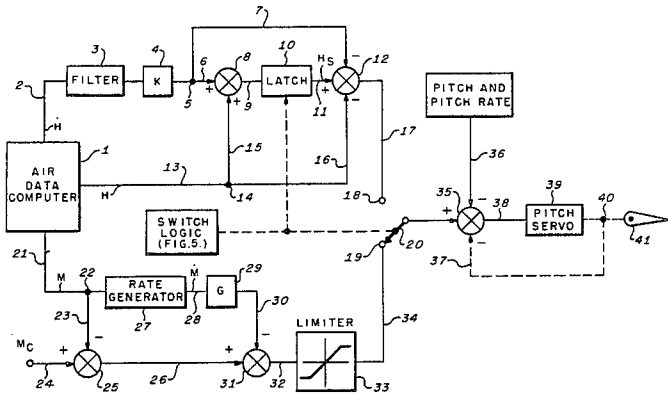 7
3
4
10
2
FILTER
K
6
8
LATCH
HS
12
+
+
5
9
11
+
−
−
Ḣ
1
AIR
DATA
COMPUTER
13
H
14
15
16
17
18
PITCH AND
PITCH RATE
36
35
−
39
40
+
38
PITCH
SERVO
41
37
−
SWITCH
LOGIC
(FIG.5.)
19
20
21
M
22
Ṁ
29
23
RATE
GENERATOR
G
30
27
28
−
−
34
LIMITER
MC
+
+
24
25
26
31
32
33